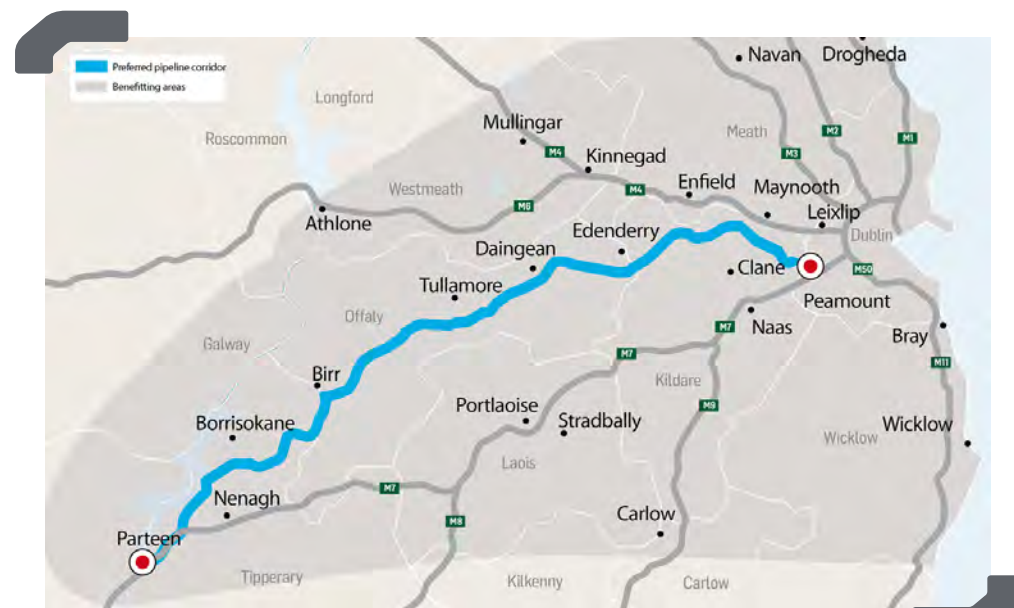 Preferred pipeline corridor
Benefitting areas
Navan
Drogheda
Longford
Roscommon
Mullingar
Meath
M2
M1
M4
M3
Kinnegad
Westmeath
M4
Enfield
Maynooth
M6
Leixlip
Athlone
Edenderry
Dublin
Daingean
Clane
M50
Tullamore
Peamount
Offaly
Naas
M7
Bray
Galway
M7
M11
Birr
Kildare
Portlaoise
M9
Borrisokane
Stradbally
Wicklow
Wicklow
Laois
M7
Nenagh
Carlow
M8
Parteen
Tipperary
Kilkenny
Carlow